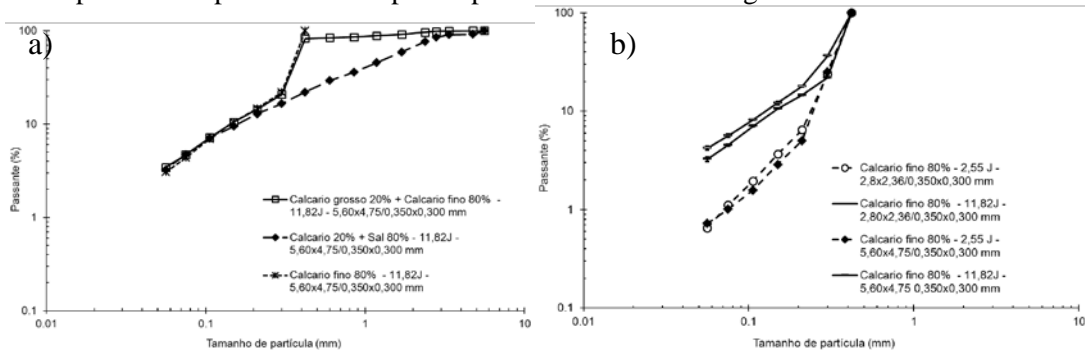 a)
100
10
1
0.1
0.01
0.1
1
10
Passante (%)
Tamanho de partícula (mm)
Calcario grosso 20% + Calcario fino 80% -
11,82J - 5,60x4,75/0,350x0,300 mm
Calcario 20% + Sal 80% - 11,82J -
5,60x4,75/0,350x0,300 mm
Calcario fino 80% - 11,82J -
5,60x4,75/0,350x0,300 mm
b)
100
10
1
0.1
0.01
0.1
1
10
Passante (%)
Tamanho de partícula (mm)
Calcario fino 80% - 2,55 J -
2,8x2,36/0,350x0,300 mm
Calcario fino 80% - 11,82J -
2,80x2,36/0,350x0,300 mm
Calcario fino 80% - 2,55 J -
5,60x4,75/0,350x0,300 mm
Calcario fino 80% - 11,82J -
5,60x4,75 0,350x0,300 mm